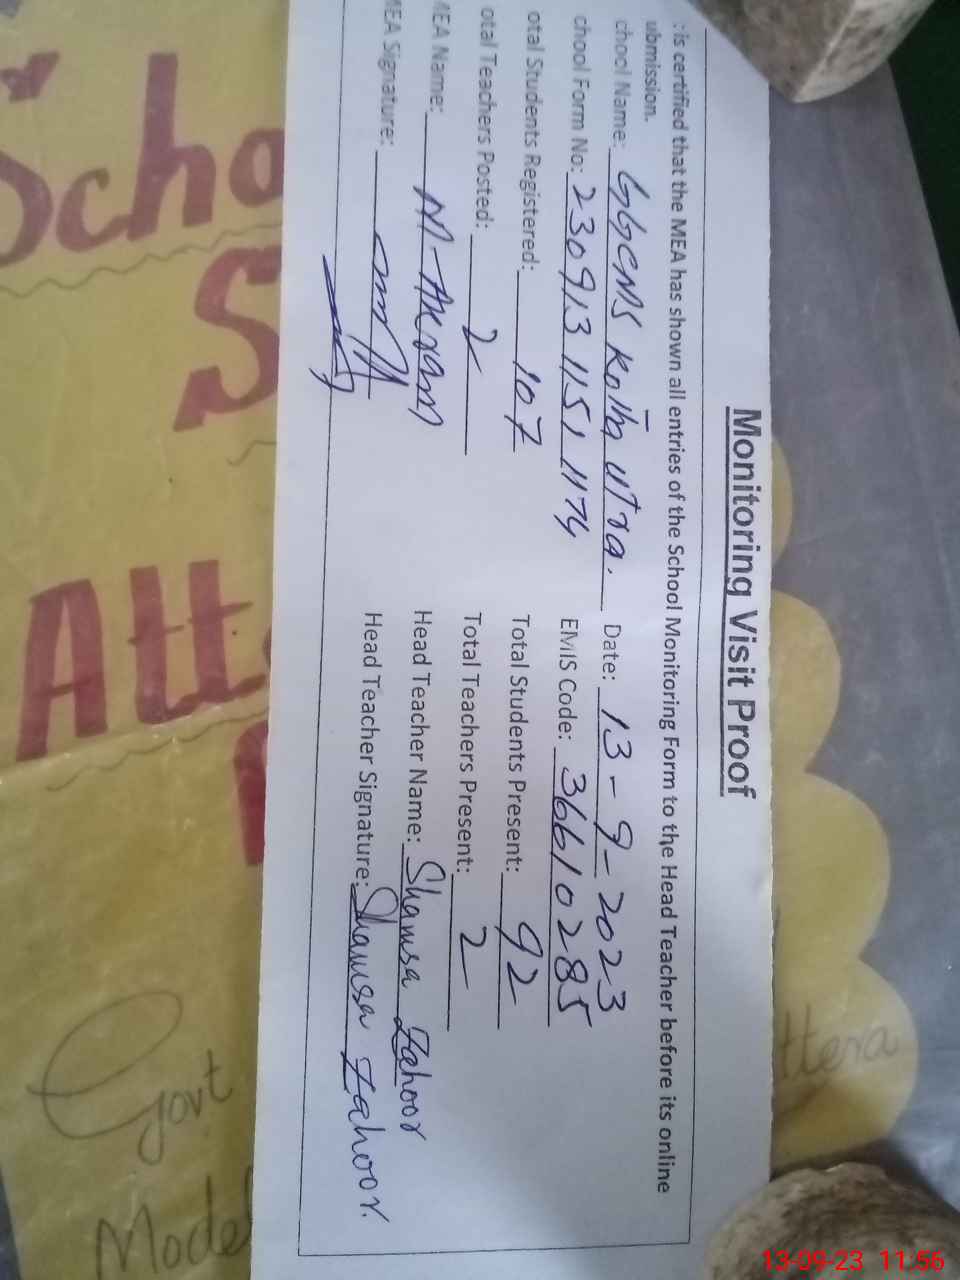 Monitoring Visit Proof
is certified that the MEA has shown all entries of the School Monitoring Form to the Head Teacher before its online
ubmission.
chool Name: GGCMS Date: 13-9-2023
chool Form No: 2309131151174 EMIS Code: 36610285
otal Students Registered: 107 Total Students Present: 92
otal Teachers Posted: 2 Total Teachers Present: 2
MEA Name: M-Akram Head Teacher Name: Shamsa Zahoor
MEA Signature: Head Teacher Signature: Shamsa Zahoor.
Scho
S
Att
ttera
Govt
Model
13-09-23 11:56